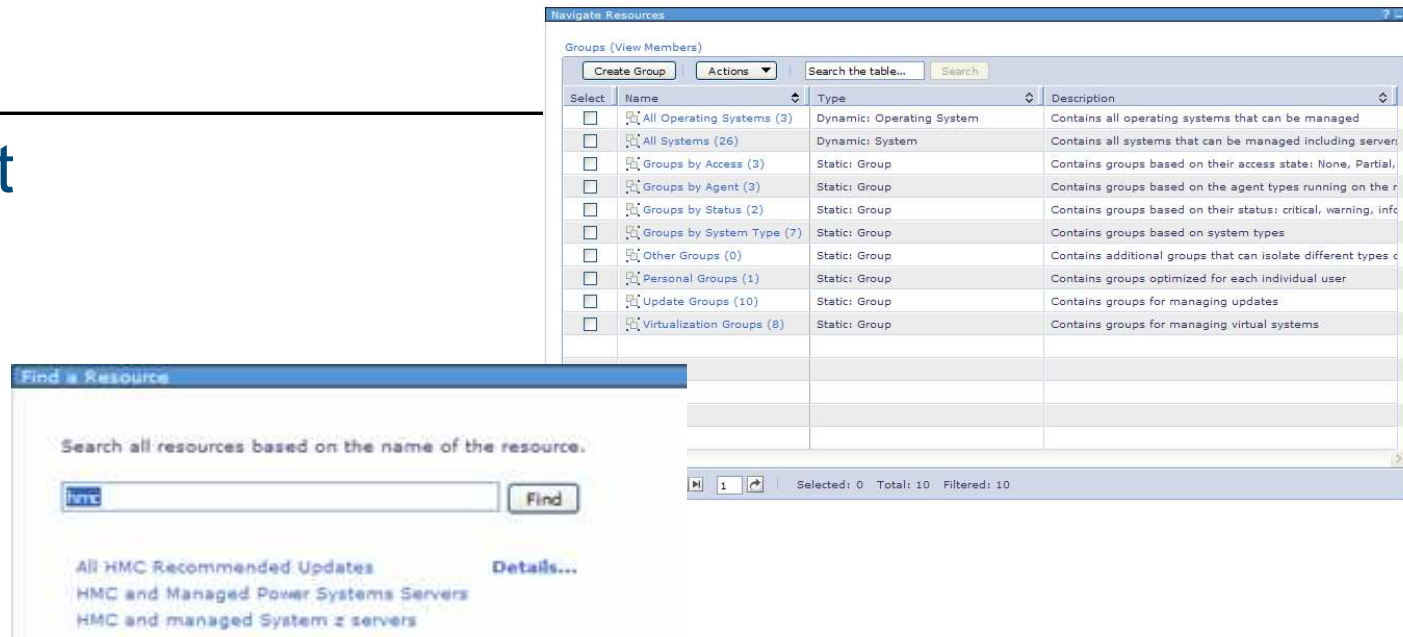 Navigate Resources ? –
Groups (View Members)
Create Group Actions Search the table... Search
Select Name Type Description
All Operating Systems (3) Dynamic: Operating System Contains all operating systems that can be managed
All Systems (26) Dynamic: System Contains all systems that can be managed including server
Groups by Access (3) Static: Group Contains groups based on their access state: None, Partial,
Groups by Agent (3) Static: Group Contains groups based on the agent types running on the
Groups by Status (2) Static: Group Contains groups based on their status: critical, warning, info
Groups by System Type (7) Static: Group Contains groups based on system types
Other Groups (0) Static: Group Contains additional groups that can isolate different types
Personal Groups (1) Static: Group Contains groups optimized for each individual user
Update Groups (10) Static: Group Contains groups for managing updates
Virtualization Groups (8) Static: Group Contains groups for managing virtual systems
1 Selected: 0 Total: 10 Filtered: 10
t
Find a Resource
Search all resources based on the name of the resource.
hmc Find
All HMC Recommended Updates Details...
HMC and Managed Power Systems Servers
HMC and managed System z servers